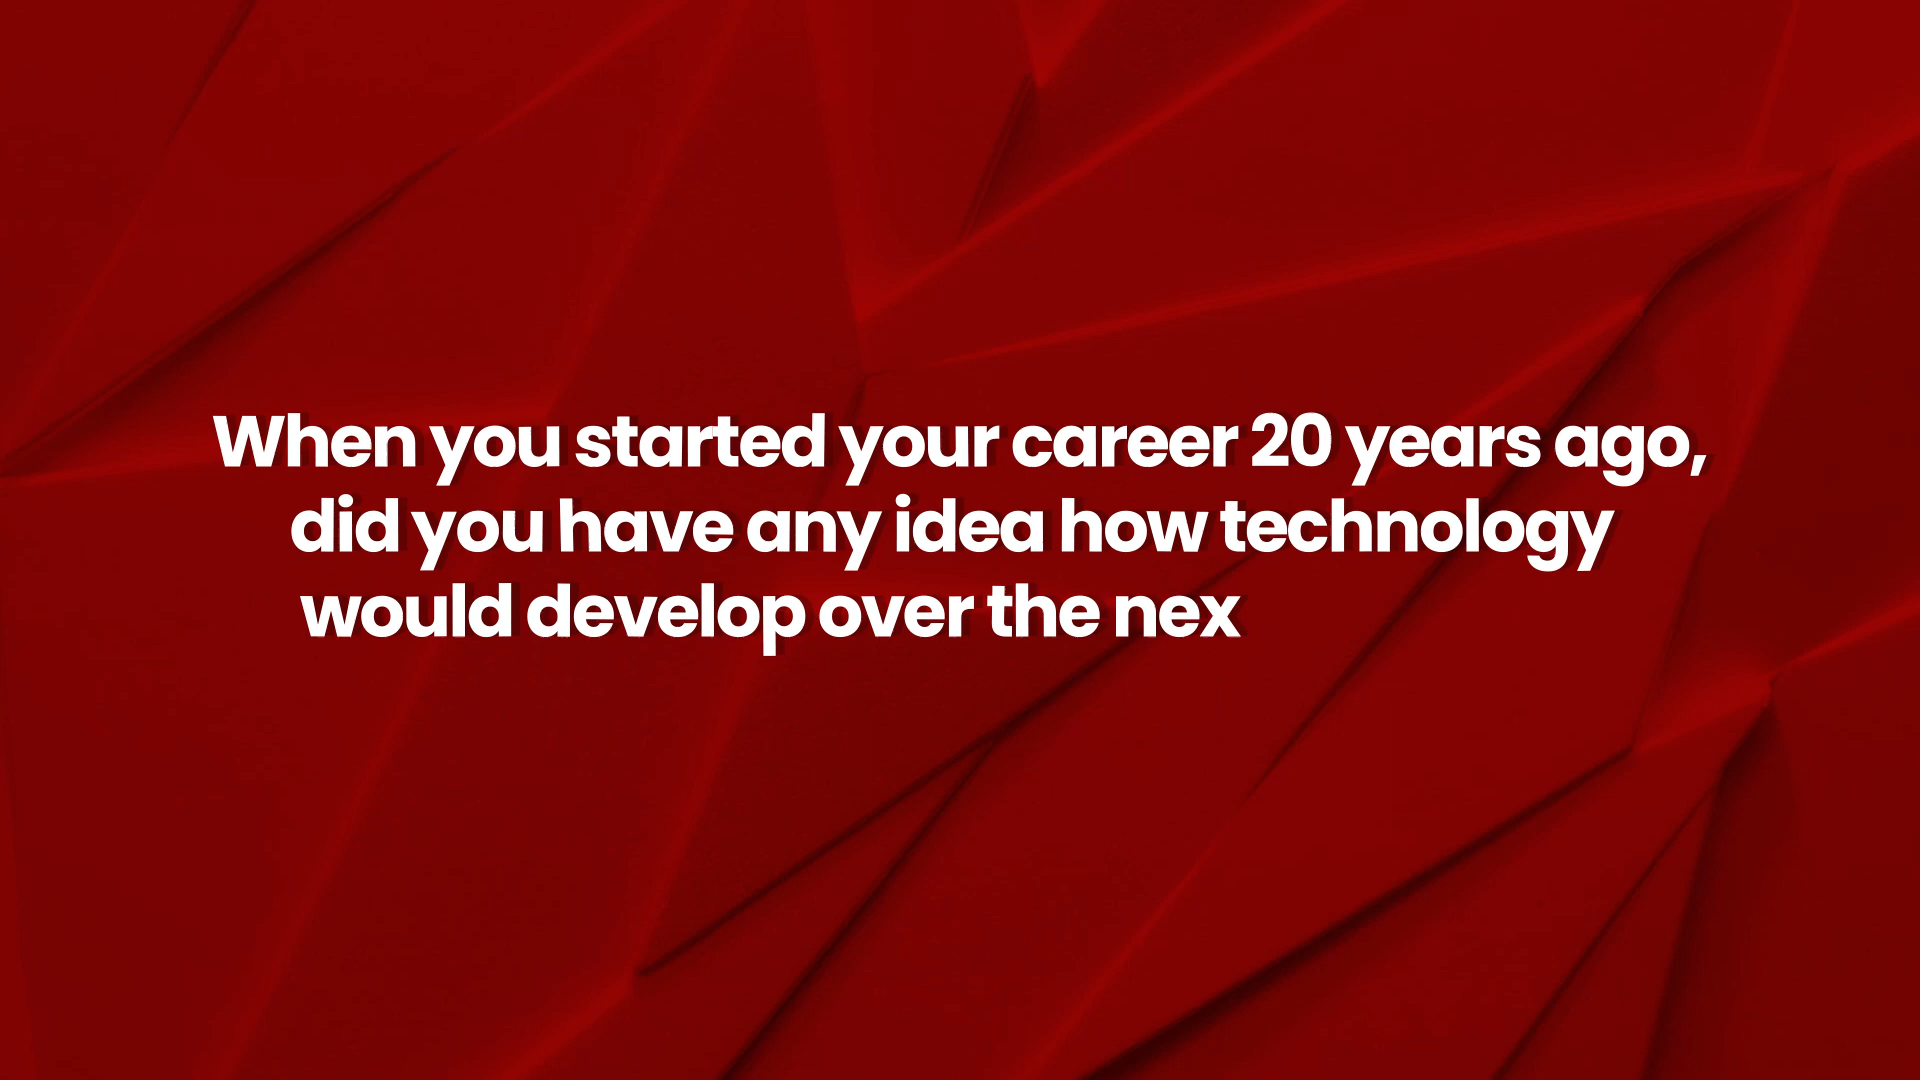 When you started your career 20 years ago,
did you have any idea how technology
would develop over the nex